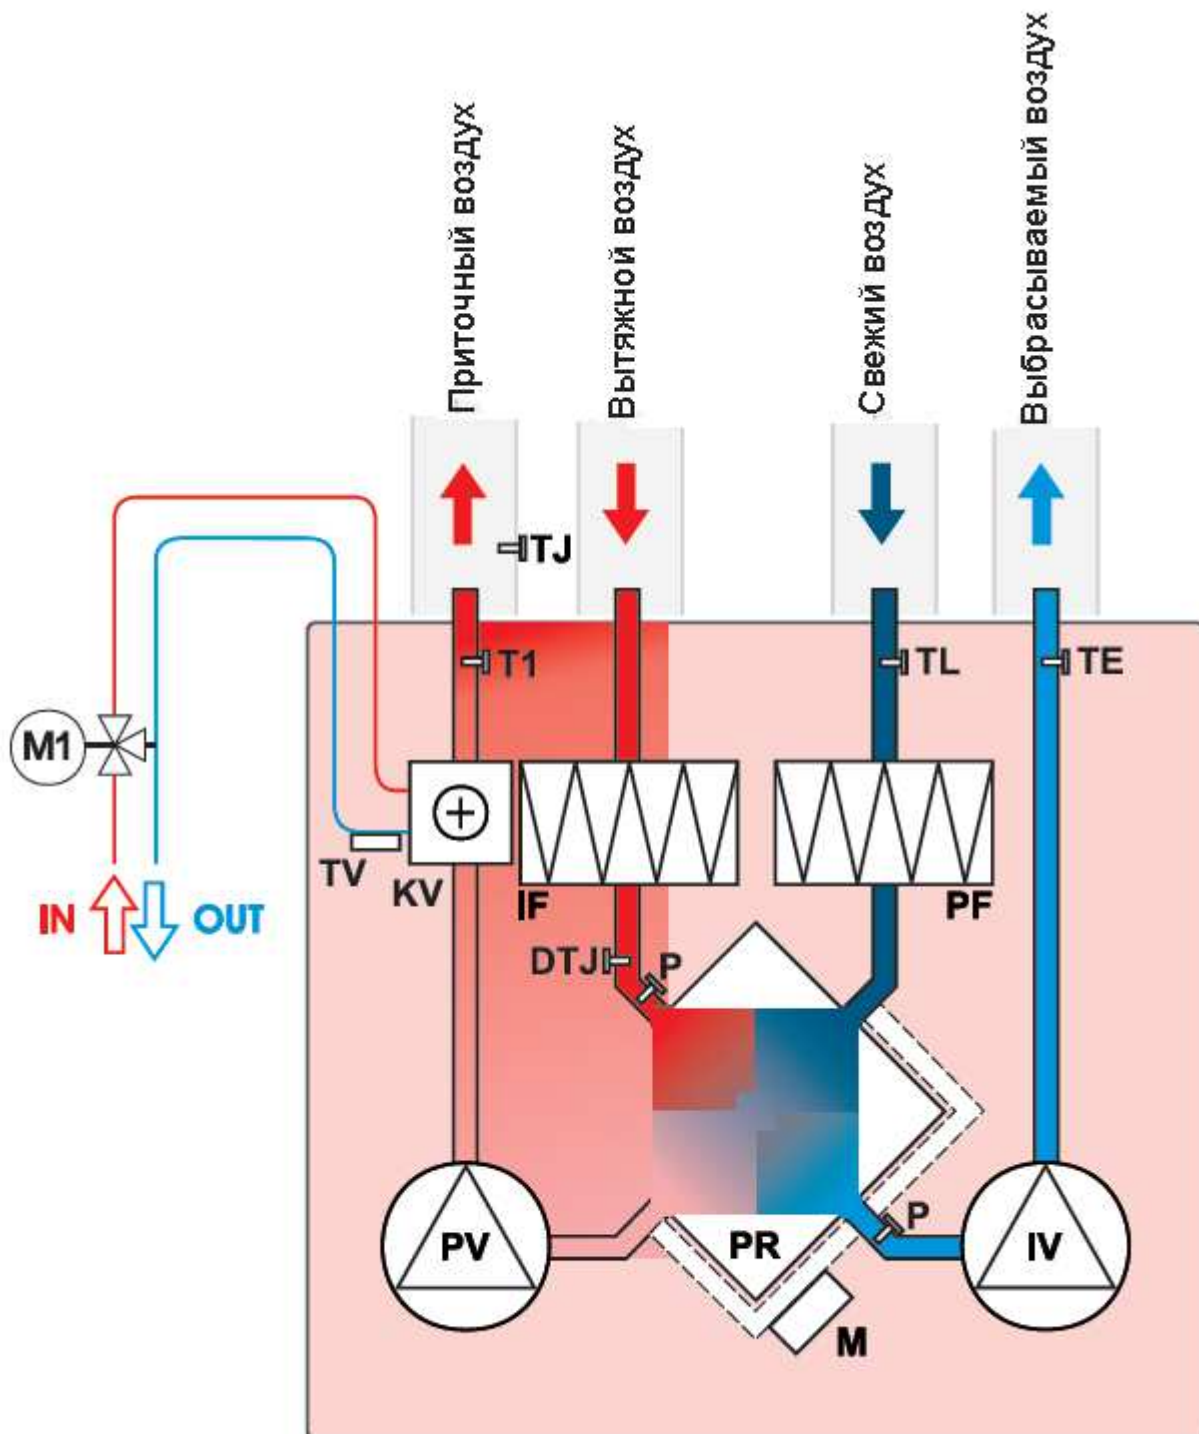 Приточный воздух
Вытяжной воздух
Свежий воздух
Выбрасываемый воздух
TJ
T1
TL
TE
M1
TV
KV
IF
PF
IN
OUT
DTJ
P
PV
PR
P
IV
M